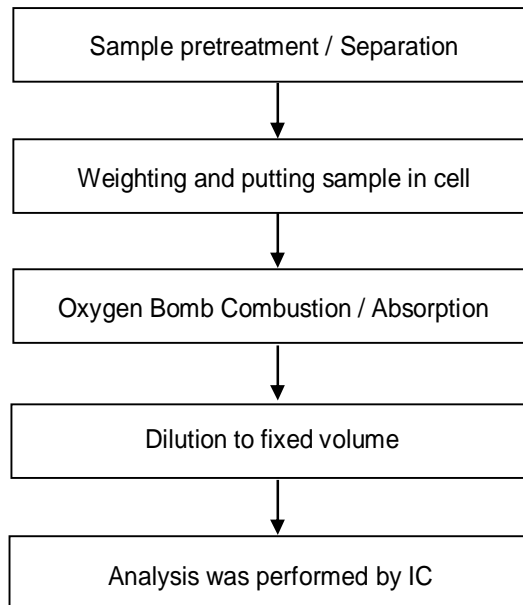 Sample pretreatment / Separation
Weighting and putting sample in cell
Oxygen Bomb Combustion / Absorption
Dilution to fixed volume
Analysis was performed by IC